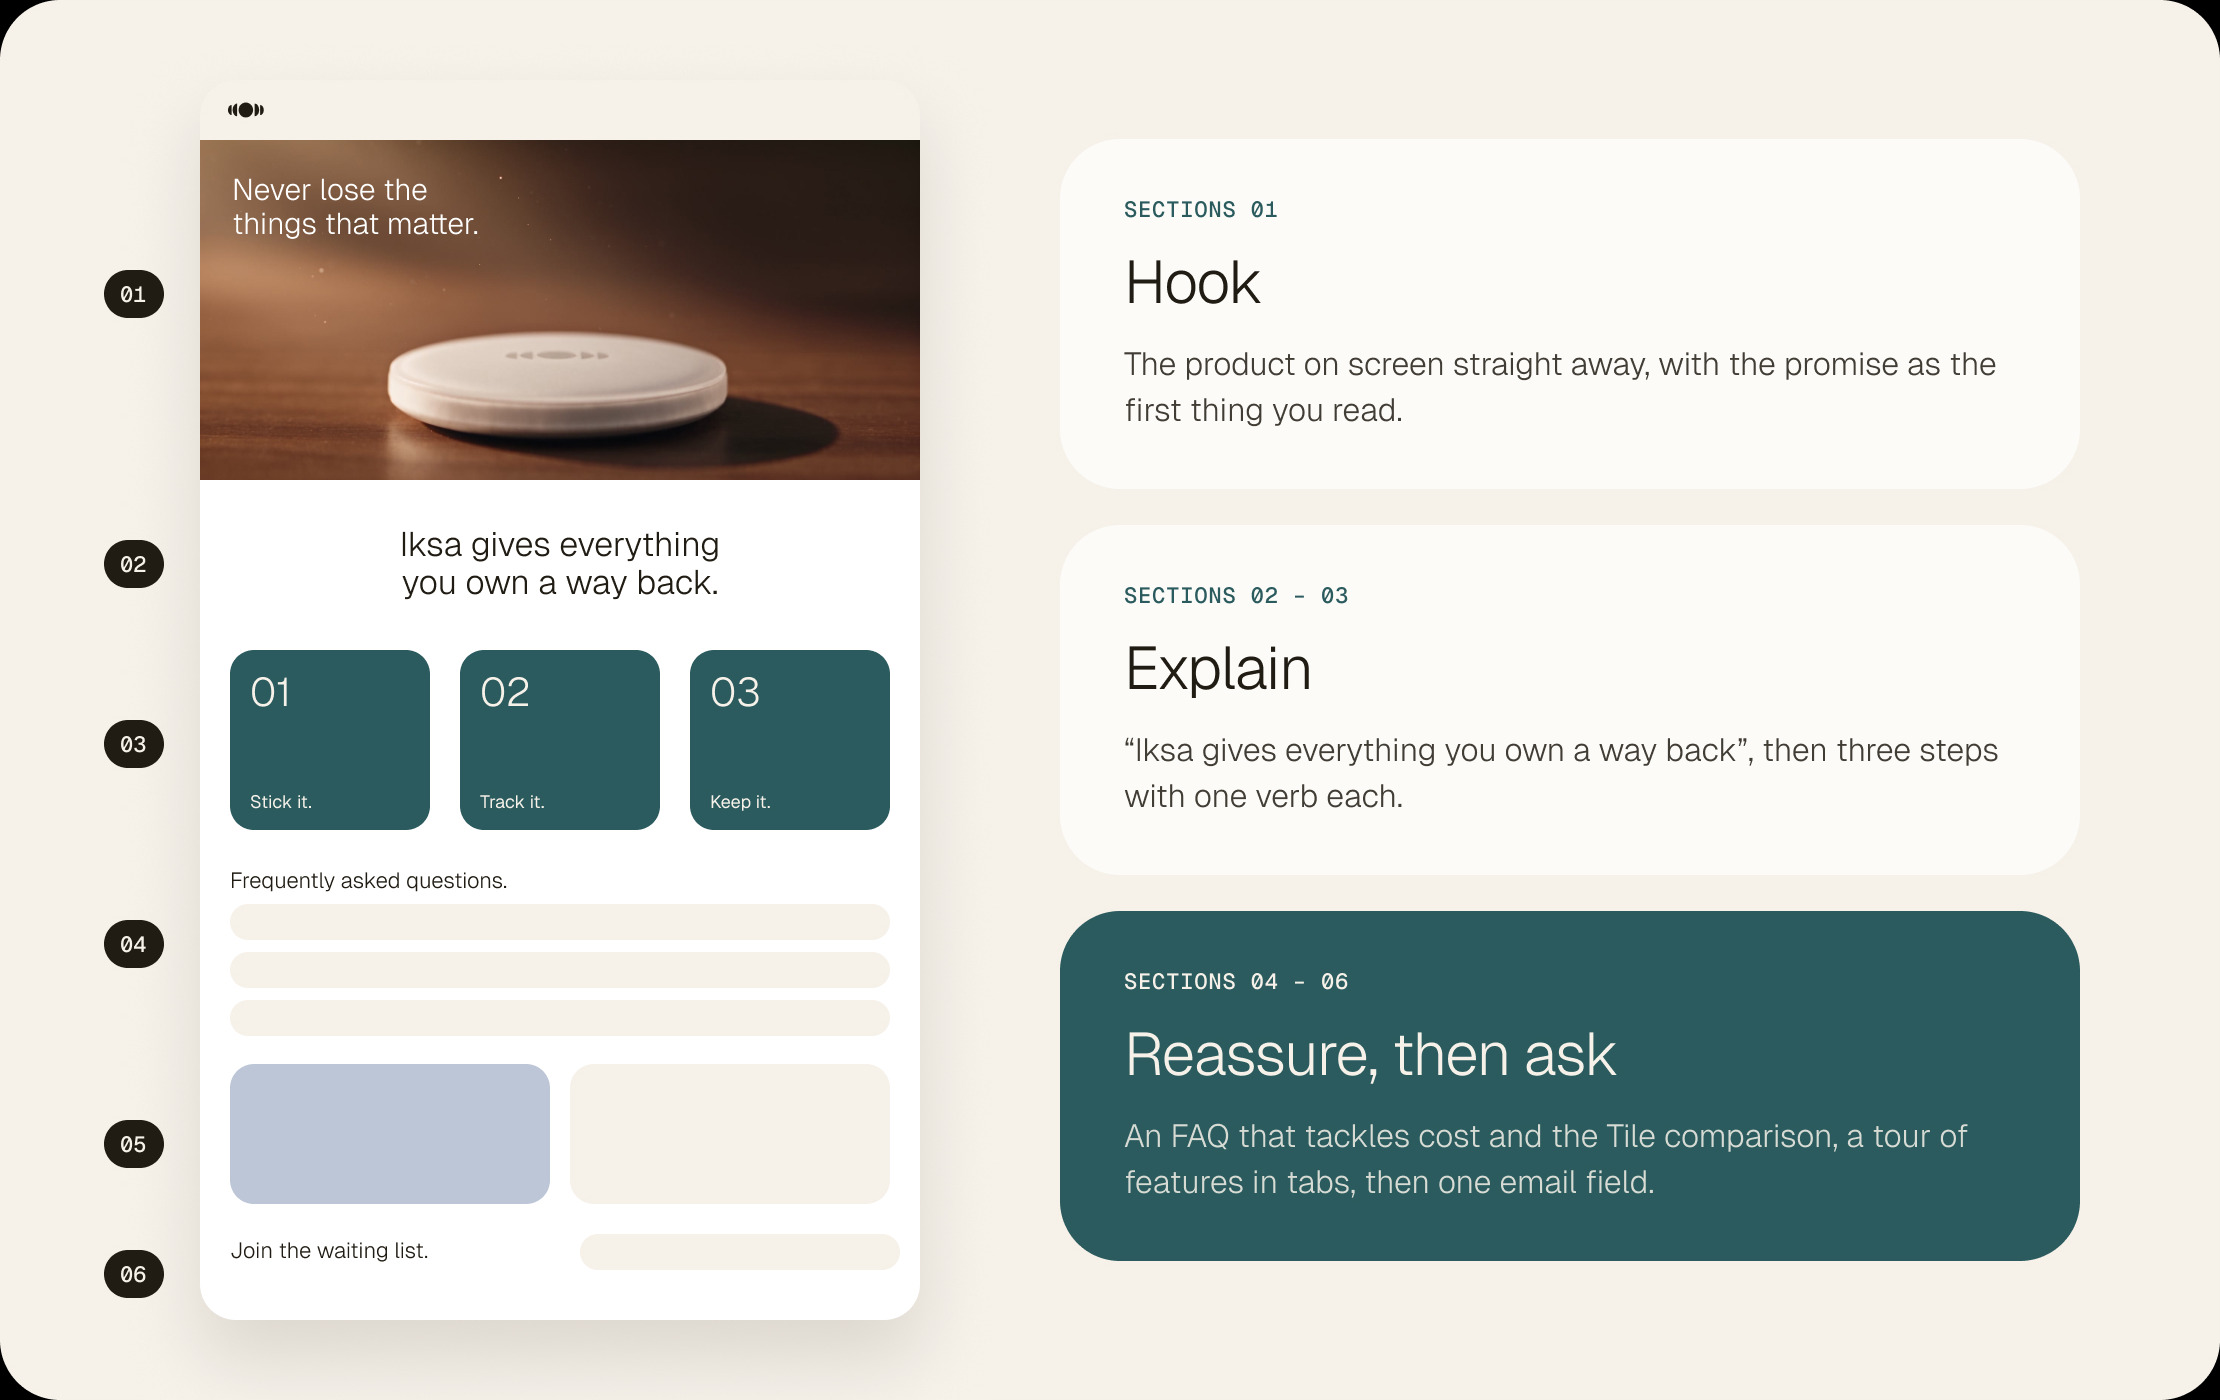 Never lose the
things that matter.
01
Iksa gives everything
you own a way back.
02
01
02
03
Stick it.
Track it.
Keep it.
03
Frequently asked questions.
04
05
Join the waiting list.
06
SECTIONS 01
Hook
The product on screen straight away, with the promise as the
first thing you read.
SECTIONS 02 – 03
Explain
“Iksa gives everything you own a way back”, then three steps
with one verb each.
SECTIONS 04 – 06
Reassure, then ask
An FAQ that tackles cost and the Tile comparison, a tour of
features in tabs, then one email field.